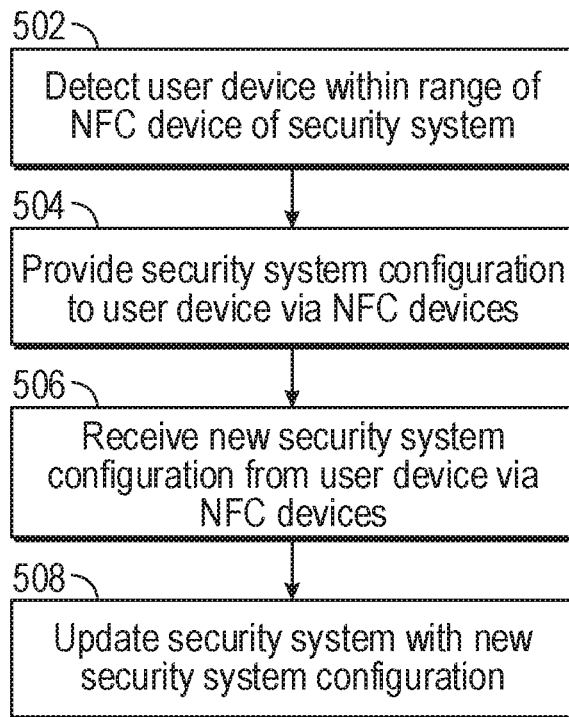 502
Detect user device within range of
NFC device of security system
504
Provide security system configuration
to user device via NFC devices
506
Receive new security system
configuration from user device via
NFC devices
508
Update security system with new
security system configuration